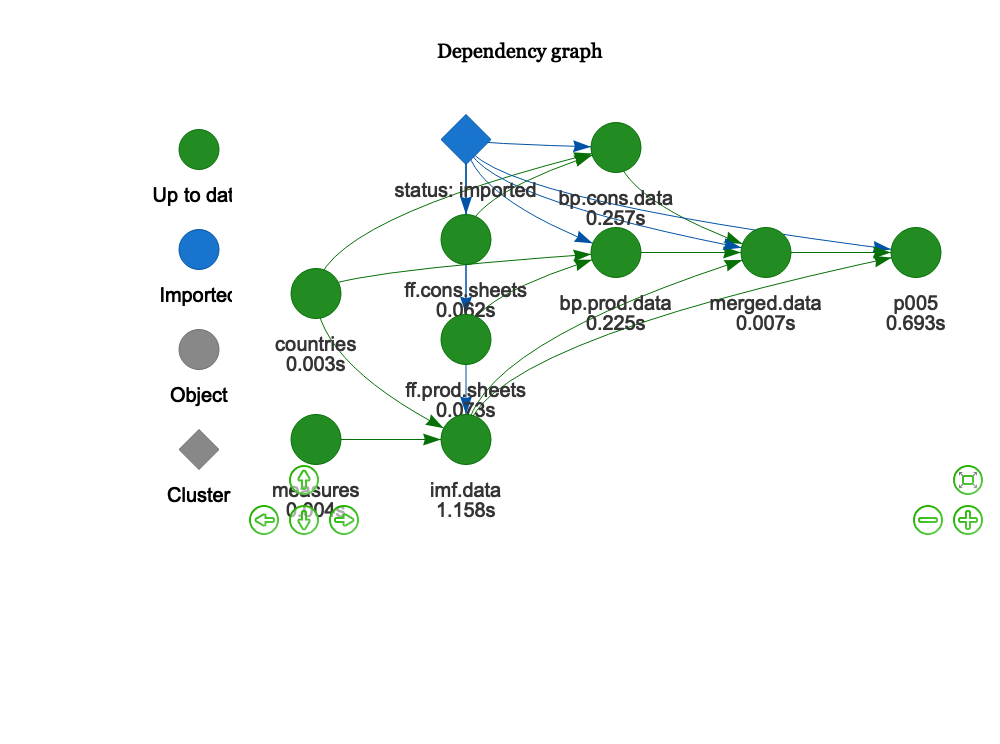 Dependency graph
Up to dat
Imported
Object
Cluster
status: imported
bp.cons.data
0.257s
ff.cons.sheets
0.062s
bp.prod.data
0.225s
merged.data
0.007s
p005
0.693s
countries
0.003s
ff.prod.sheets
0.073s
measures
0.004s
imf.data
1.158s